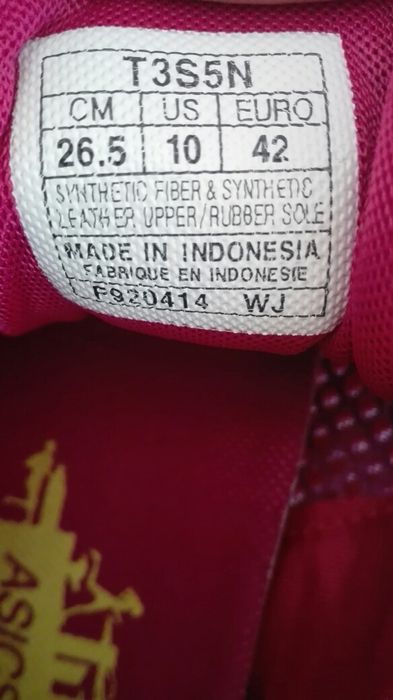 T3S5N
CM US EURO
26.5 10 42
SYNTHETIC FIBER & SYNTHETIC
LEATHER UPPER/RUBBER SOLE
MADE IN INDONESIA
FABRIQUE EN INDONESIE
F920414 WJ
ASICS